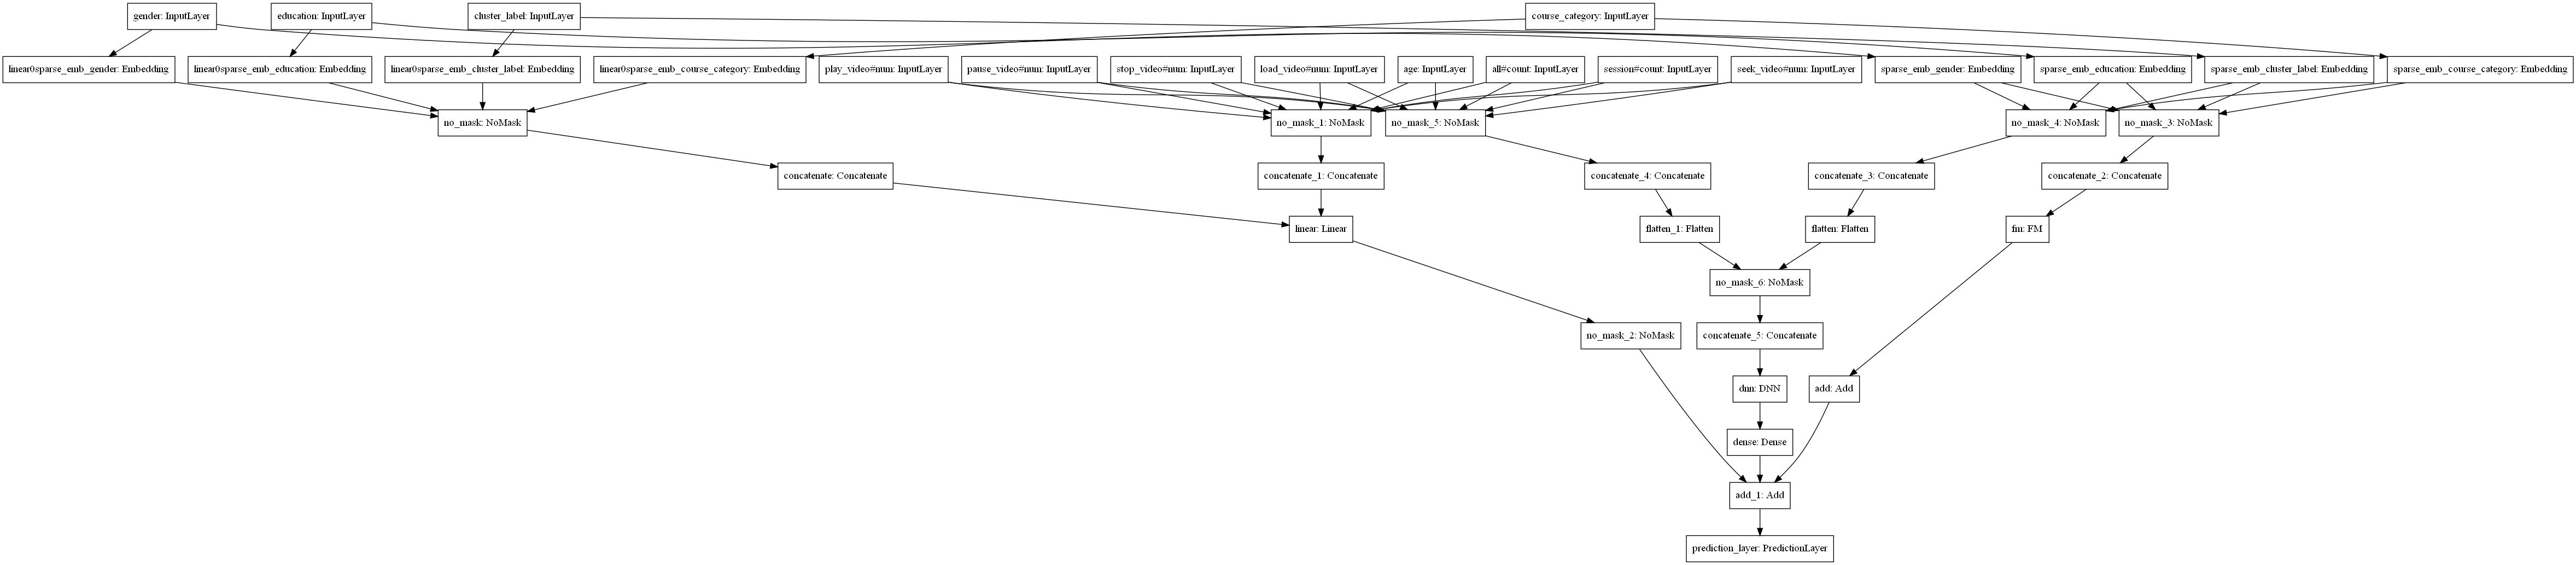 gender: InputLayer
education: InputLayer
cluster_label: InputLayer
course_category: InputLayer
linear0sparse_emb_gender: Embedding
linear0sparse_emb_education: Embedding
linear0sparse_emb_cluster_label: Embedding
linear0sparse_emb_course_category: Embedding
play_video#num: InputLayer
pause_video#num: InputLayer
stop_video#num: InputLayer
load_video#num: InputLayer
age: InputLayer
all#count: InputLayer
session#count: InputLayer
seek_video#num: InputLayer
sparse_emb_gender: Embedding
sparse_emb_education: Embedding
sparse_emb_cluster_label: Embedding
sparse_emb_course_category: Embedding
no_mask: NoMask
no_mask_1: NoMask
no_mask_5: NoMask
no_mask_4: NoMask
no_mask_3: NoMask
concatenate: Concatenate
concatenate_1: Concatenate
concatenate_4: Concatenate
concatenate_3: Concatenate
concatenate_2: Concatenate
linear: Linear
flatten_1: Flatten
flatten: Flatten
fm: FM
no_mask_6: NoMask
no_mask_2: NoMask
concatenate_5: Concatenate
dnn: DNN
add: Add
dense: Dense
add_1: Add
prediction_layer: PredictionLayer